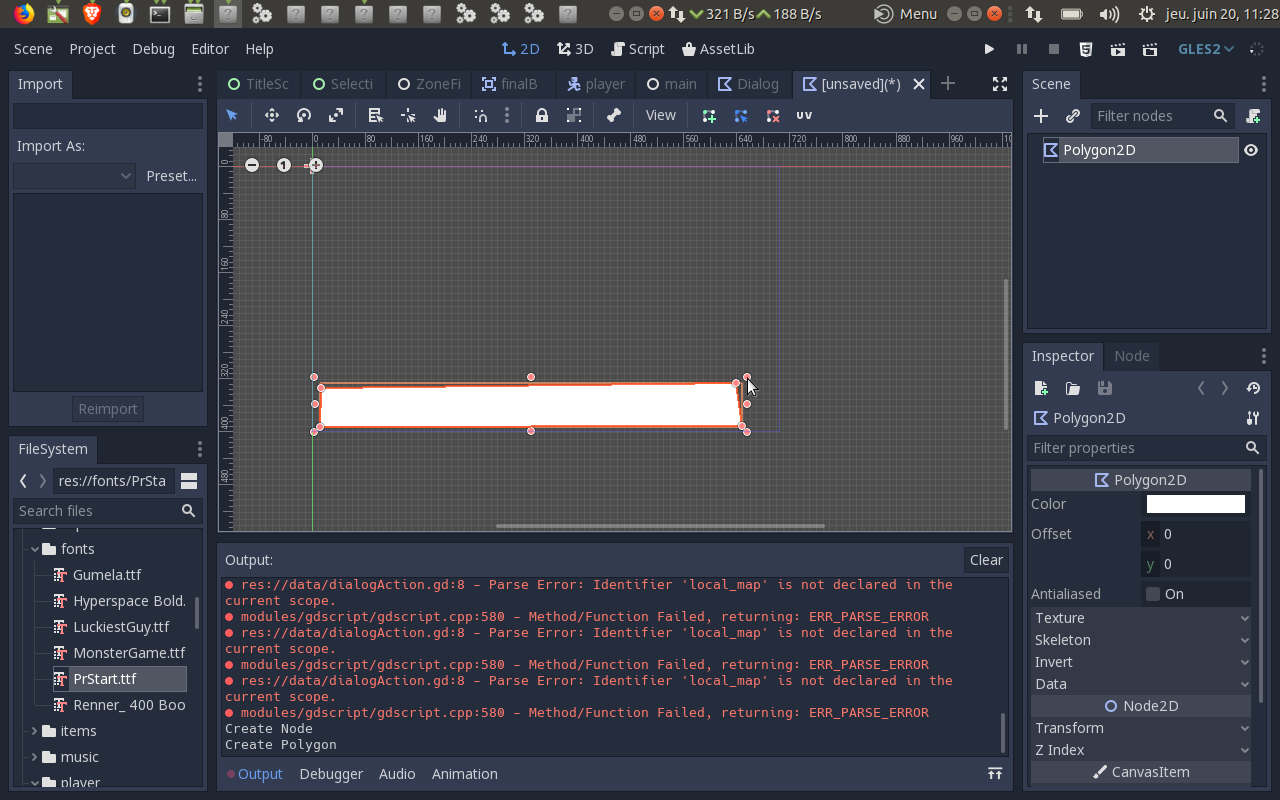 321 B/s 188 B/s Menu jeu. juin 20, 11:28
Scene Project Debug Editor Help 2D 3D Script AssetLib GLES2
Import
TitleSc Selecti ZoneFi finalB player main Dialog [unsaved](*)
Scene
View
Filter nodes
Import As:
Preset...
Reimport
-80 0 80 160 240 320 400 480 560 640 720 800 880 960
0
80
160
240
320
400
480
1
Polygon2D
Inspector Node
Polygon2D
Filter properties
Polygon2D
Color
Offset x 0
y 0
Antialiased On
Texture
Skeleton
Invert
Data
Node2D
Transform
Z Index
CanvasItem
FileSystem
res://fonts/PrSta
Search files
fonts
Gumela.ttf
Hyperspace Bold.
LuckiestGuy.ttf
MonsterGame.ttf
PrStart.ttf
Renner_ 400 Boo
items
music
player
Output:
Clear
res://data/dialogAction.gd:8 - Parse Error: Identifier 'local_map' is not declared in the
current scope.
modules/gdscript/gdscript.cpp:580 - Method/Function Failed, returning: ERR_PARSE_ERROR
res://data/dialogAction.gd:8 - Parse Error: Identifier 'local_map' is not declared in the
current scope.
modules/gdscript/gdscript.cpp:580 - Method/Function Failed, returning: ERR_PARSE_ERROR
res://data/dialogAction.gd:8 - Parse Error: Identifier 'local_map' is not declared in the
current scope.
modules/gdscript/gdscript.cpp:580 - Method/Function Failed, returning: ERR_PARSE_ERROR
Create Node
Create Polygon
Output Debugger Audio Animation